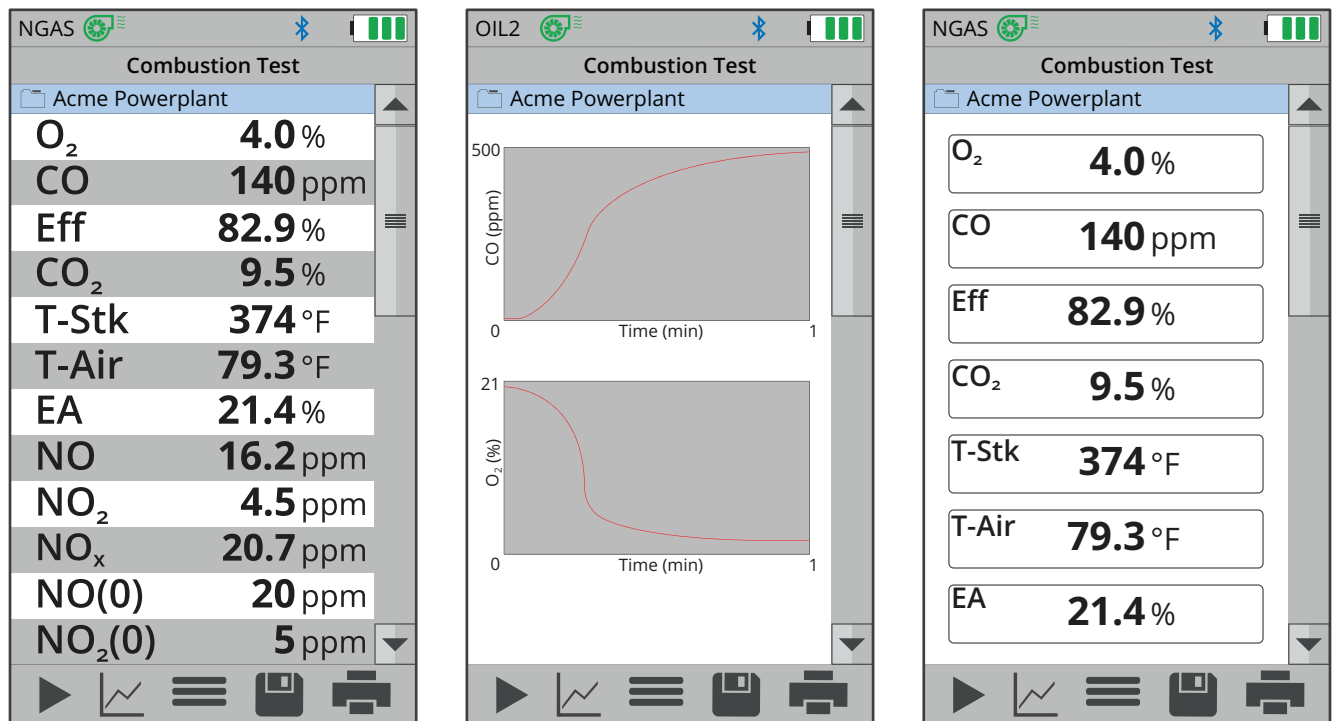 NGAS
Combustion Test
Acme Powerplant
O₂ 4.0 %
CO 140 ppm
Eff 82.9 %
CO₂ 9.5 %
T-Stk 374 °F
T-Air 79.3 °F
EA 21.4 %
NO 16.2 ppm
NO₂ 4.5 ppm
NOₓ 20.7 ppm
NO(0) 20 ppm
NO₂(0) 5 ppm
OIL2
Combustion Test
Acme Powerplant
500
CO (ppm)
0 Time (min) 1
21
O₂ (%)
0 Time (min) 1
NGAS
Combustion Test
Acme Powerplant
O₂ 4.0 %
CO 140 ppm
Eff 82.9 %
CO₂ 9.5 %
T-Stk 374 °F
T-Air 79.3 °F
EA 21.4 %